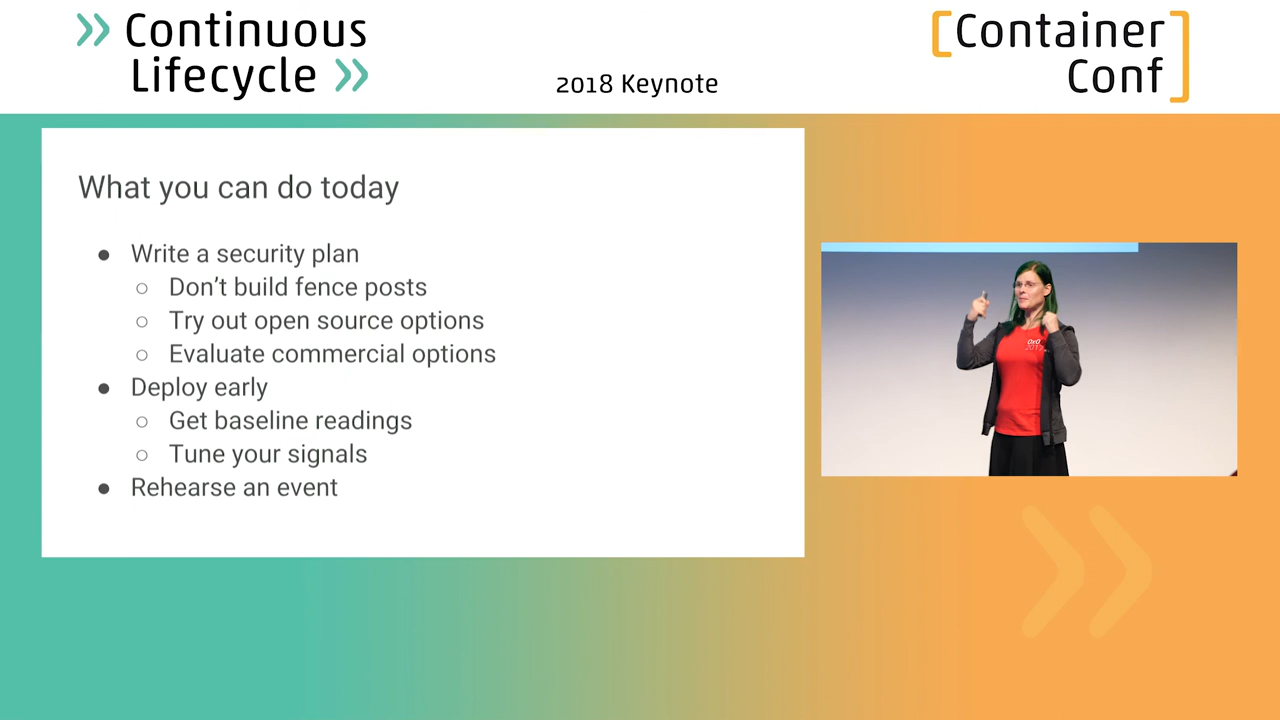 Continuous
Lifecycle
2018 Keynote
Container
Conf
What you can do today
● Write a security plan
○ Don’t build fence posts
○ Try out open source options
○ Evaluate commercial options
● Deploy early
○ Get baseline readings
○ Tune your signals
● Rehearse an event